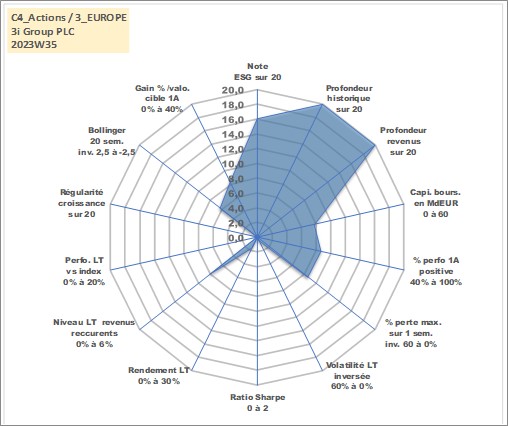 C4_Actions / 3_EUROPE
3i Group PLC
2023W35
Note
ESG sur 20
Profondeur
historique
sur 20
Profondeur
revenus
sur 20
Capi. bours.
en MdEUR
0 à 60
% perfo 1A
positive
40% à 100%
% perte max.
sur 1 sem.
inv. 60 à 0%
Volatilité LT
inversée
60% à 0%
Ratio Sharpe
0 à 2
Rendement LT
0% à 30%
Niveau LT revenus
reccurents
0% à 6%
Perfo. LT
vs index
0% à 20%
Régularité
croissance
sur 20
Bollinger
20 sem.
inv. 2,5 à -2,5
Gain % /valo.
cible 1A
0% à 40%
20,0
18,0
16,0
14,0
12,0
10,0
8,0
6,0
4,0
2,0
0,0